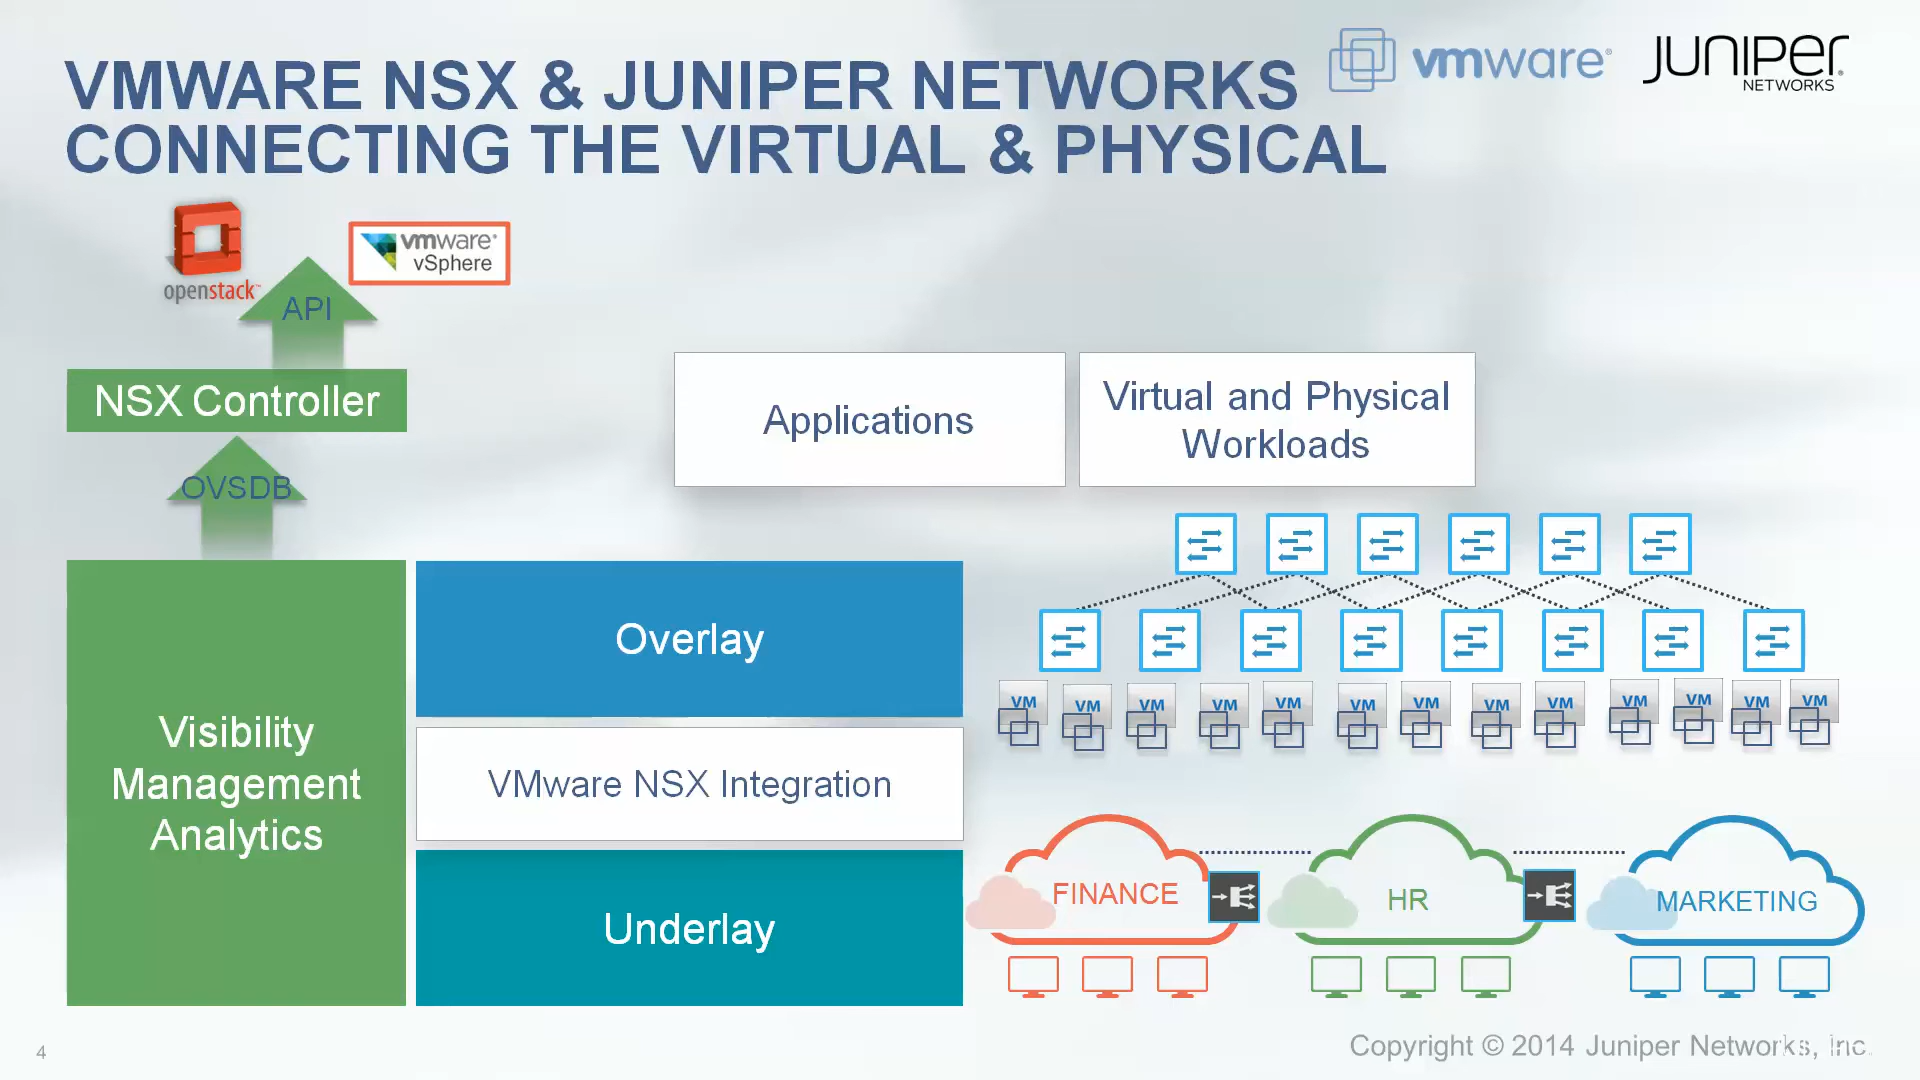 VMWARE NSX & JUNIPER NETWORKS
CONNECTING THE VIRTUAL & PHYSICAL
vmware®
JUNIPER
NETWORKS
openstack™
vmware®
vSphere
API
NSX Controller
OVSDB
Applications
Virtual and Physical
Workloads
Visibility
Management
Analytics
Overlay
VMware NSX Integration
Underlay
VM VM VM VM VM VM VM VM VM VM VM VM VM
FINANCE
HR
MARKETING
4
Copyright © 2014 Juniper Networks, Inc.